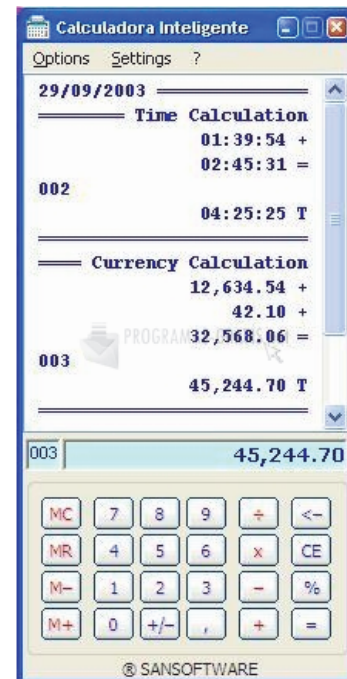 Calculadora Inteligente
Options Settings ?
29/09/2003
Time Calculation
01:39:54 +
02:45:31 =
002
04:25:25 T
Currency Calculation
12,634.54 +
42.10 +
32,568.06 =
003
45,244.70 T
003 45,244.70
MC 7 8 9 ÷ <-
MR 4 5 6 x CE
M- 1 2 3 - %
M+ 0 +/- , + =
® SANSOFTWARE